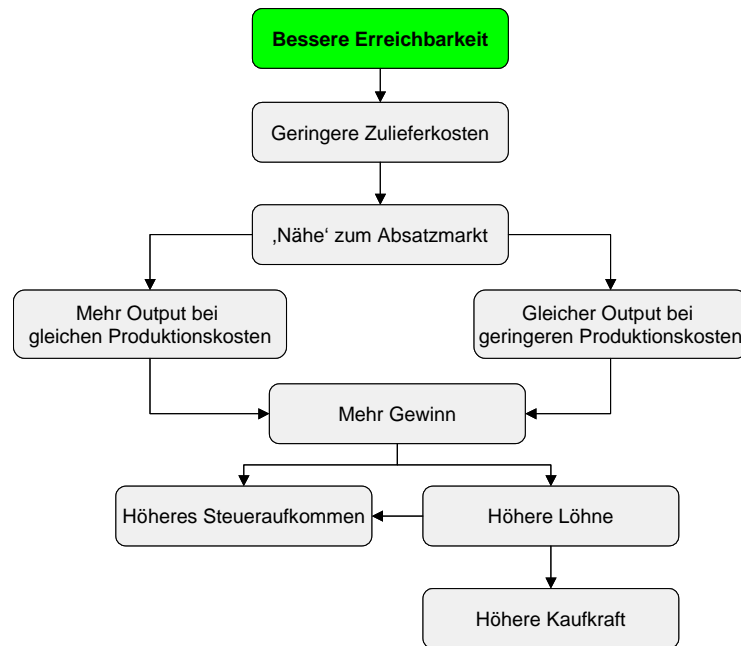 Bessere Erreichbarkeit
Geringere Zulieferkosten
‚Nähe‘ zum Absatzmarkt
Mehr Output bei
gleichen Produktionskosten
Gleicher Output bei
geringeren Produktionskosten
Mehr Gewinn
Höheres Steueraufkommen
Höhere Löhne
Höhere Kaufkraft